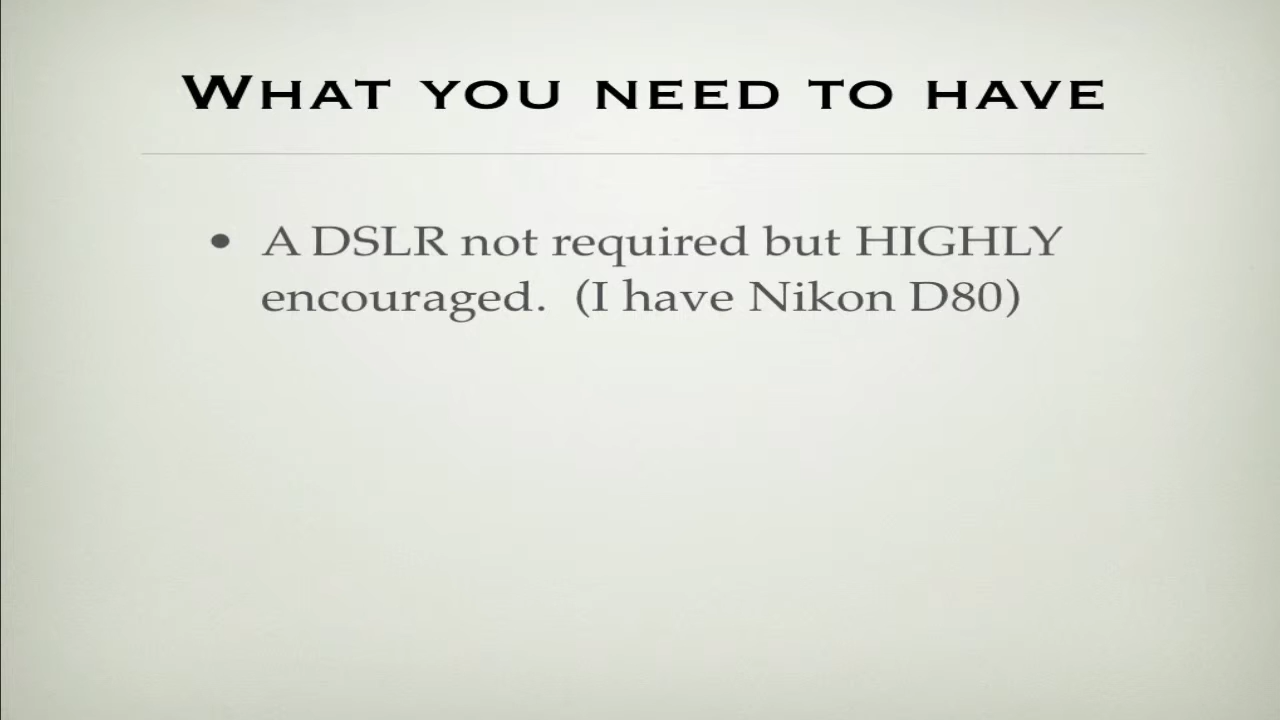 What you need to have
• A DSLR not required but HIGHLY
encouraged.  (I have Nikon D80)